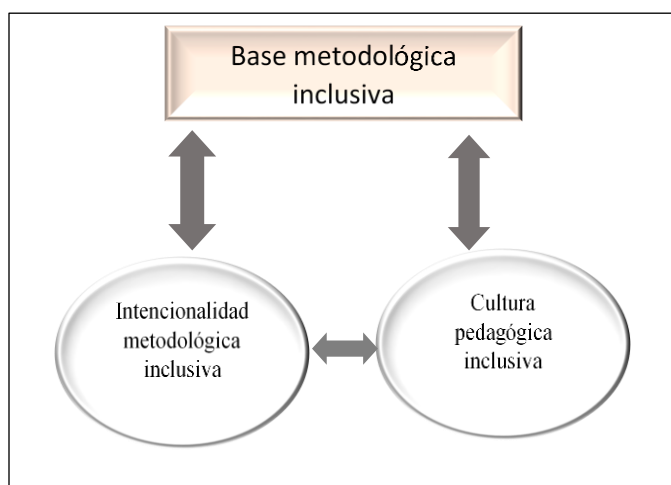 Base metodológica
inclusiva
Intencionalidad
metodológica
inclusiva
Cultura
pedagógica
inclusiva